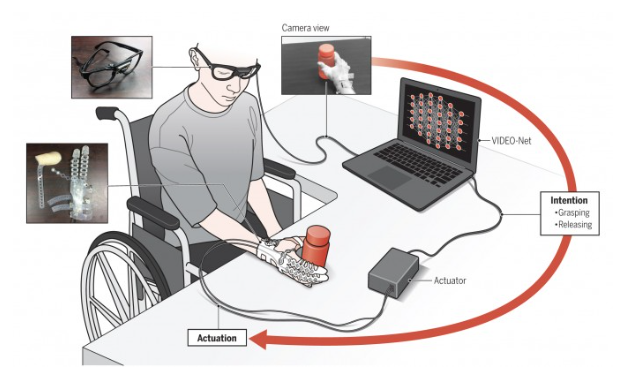 Camera view
VIDEO-Net
Intention
•Grasping
•Releasing
Actuator
Actuation